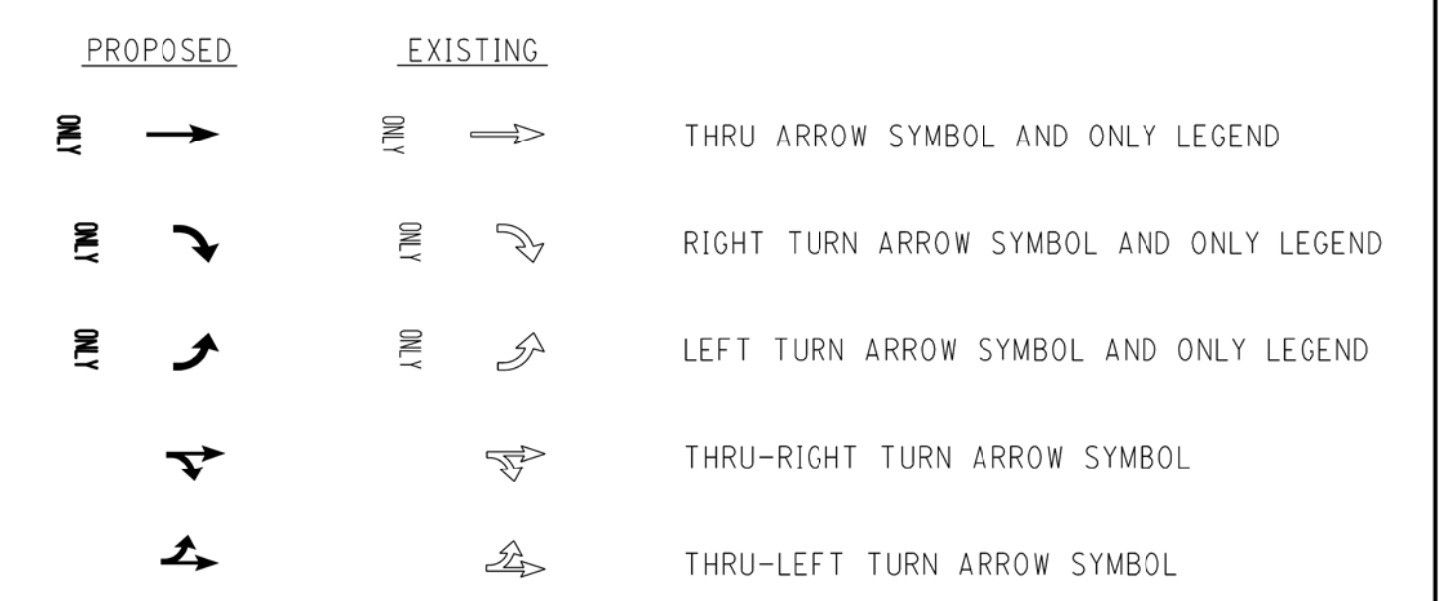 PROPOSED EXISTING
ONLY ONLY THRU ARROW SYMBOL AND ONLY LEGEND
ONLY ONLY RIGHT TURN ARROW SYMBOL AND ONLY LEGEND
ONLY ONLY LEFT TURN ARROW SYMBOL AND ONLY LEGEND
THRU-RIGHT TURN ARROW SYMBOL
THRU-LEFT TURN ARROW SYMBOL